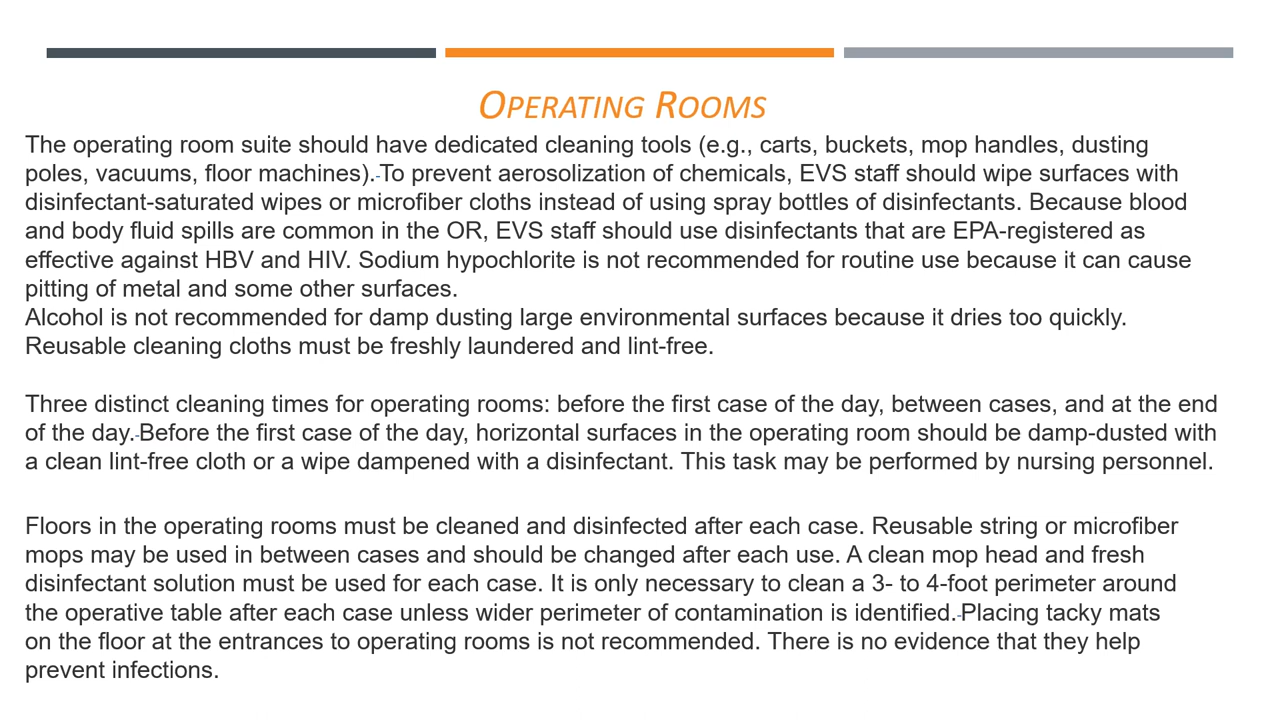 OPERATING ROOMS
The operating room suite should have dedicated cleaning tools (e.g., carts, buckets, mop handles, dusting
poles, vacuums, floor machines). To prevent aerosolization of chemicals, EVS staff should wipe surfaces with
disinfectant-saturated wipes or microfiber cloths instead of using spray bottles of disinfectants. Because blood
and body fluid spills are common in the OR, EVS staff should use disinfectants that are EPA-registered as
effective against HBV and HIV. Sodium hypochlorite is not recommended for routine use because it can cause
pitting of metal and some other surfaces.
Alcohol is not recommended for damp dusting large environmental surfaces because it dries too quickly.
Reusable cleaning cloths must be freshly laundered and lint-free.
Three distinct cleaning times for operating rooms: before the first case of the day, between cases, and at the end
of the day. Before the first case of the day, horizontal surfaces in the operating room should be damp-dusted with
a clean lint-free cloth or a wipe dampened with a disinfectant. This task may be performed by nursing personnel.
Floors in the operating rooms must be cleaned and disinfected after each case. Reusable string or microfiber
mops may be used in between cases and should be changed after each use. A clean mop head and fresh
disinfectant solution must be used for each case. It is only necessary to clean a 3- to 4-foot perimeter around
the operative table after each case unless wider perimeter of contamination is identified. Placing tacky mats
on the floor at the entrances to operating rooms is not recommended. There is no evidence that they help
prevent infections.